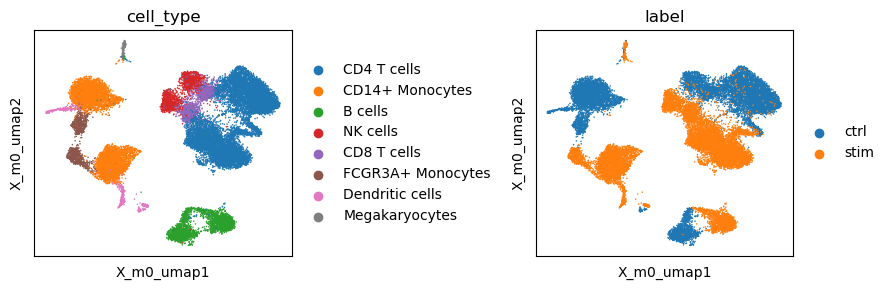 cell_type
X_m0_umap2
X_m0_umap1
CD4 T cells
CD14+ Monocytes
B cells
NK cells
CD8 T cells
FCGR3A+ Monocytes
Dendritic cells
Megakaryocytes
label
X_m0_umap2
X_m0_umap1
ctrl
stim